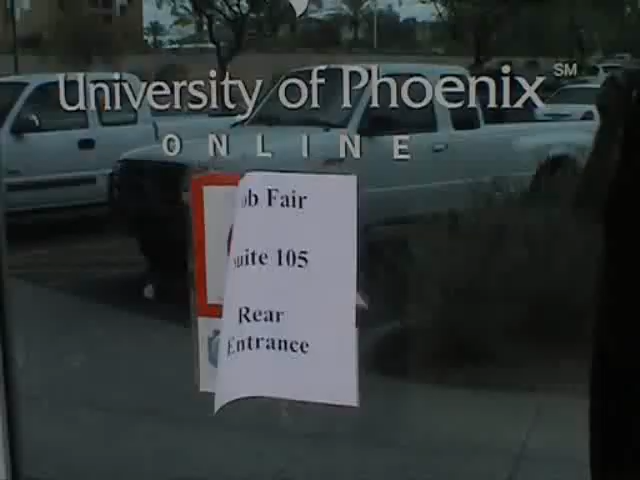 University of Phoenix SM
ONLINE
ob Fair
uite 105
Rear
Entrance